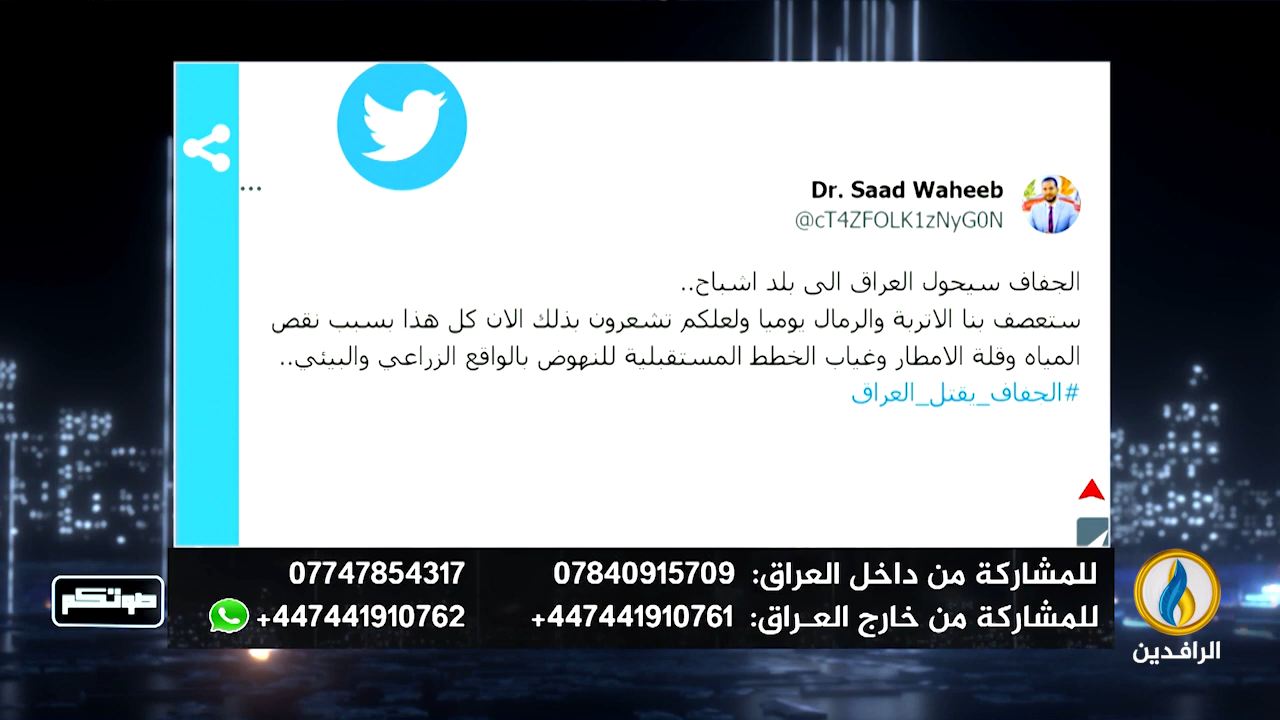 ...
Dr. Saad Waheeb
@cT4ZFOLK1zNyG0N
الجفاف سيحول العراق الى بلد اشباح..
ستعصف بنا الاتربة والرمال يوميا ولعلكم تشعرون بذلك الان كل هذا بسبب نقص
المياه وقلة الامطار وغياب الخطط المستقبلية للنهوض بالواقع الزراعي والبيئي..
#الجفاف_يقتل_العراق
للمشاركة من داخل العراق: 07840915709 07747854317
للمشاركة من خارج العـراق: 447441910761+ 447441910762+
صوتكم
الرافدين